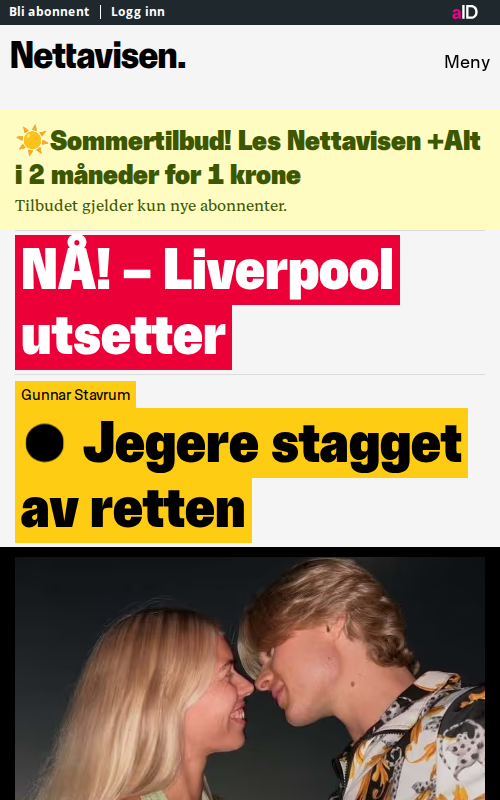 Bli abonnent | Logg inn
aID
Nettavisen.
Meny
☀️Sommertilbud! Les Nettavisen +Alt
i 2 måneder for 1 krone
Tilbudet gjelder kun nye abonnenter.
NÅ! – Liverpool
utsetter
Gunnar Stavrum
● Jegere stagget
av retten